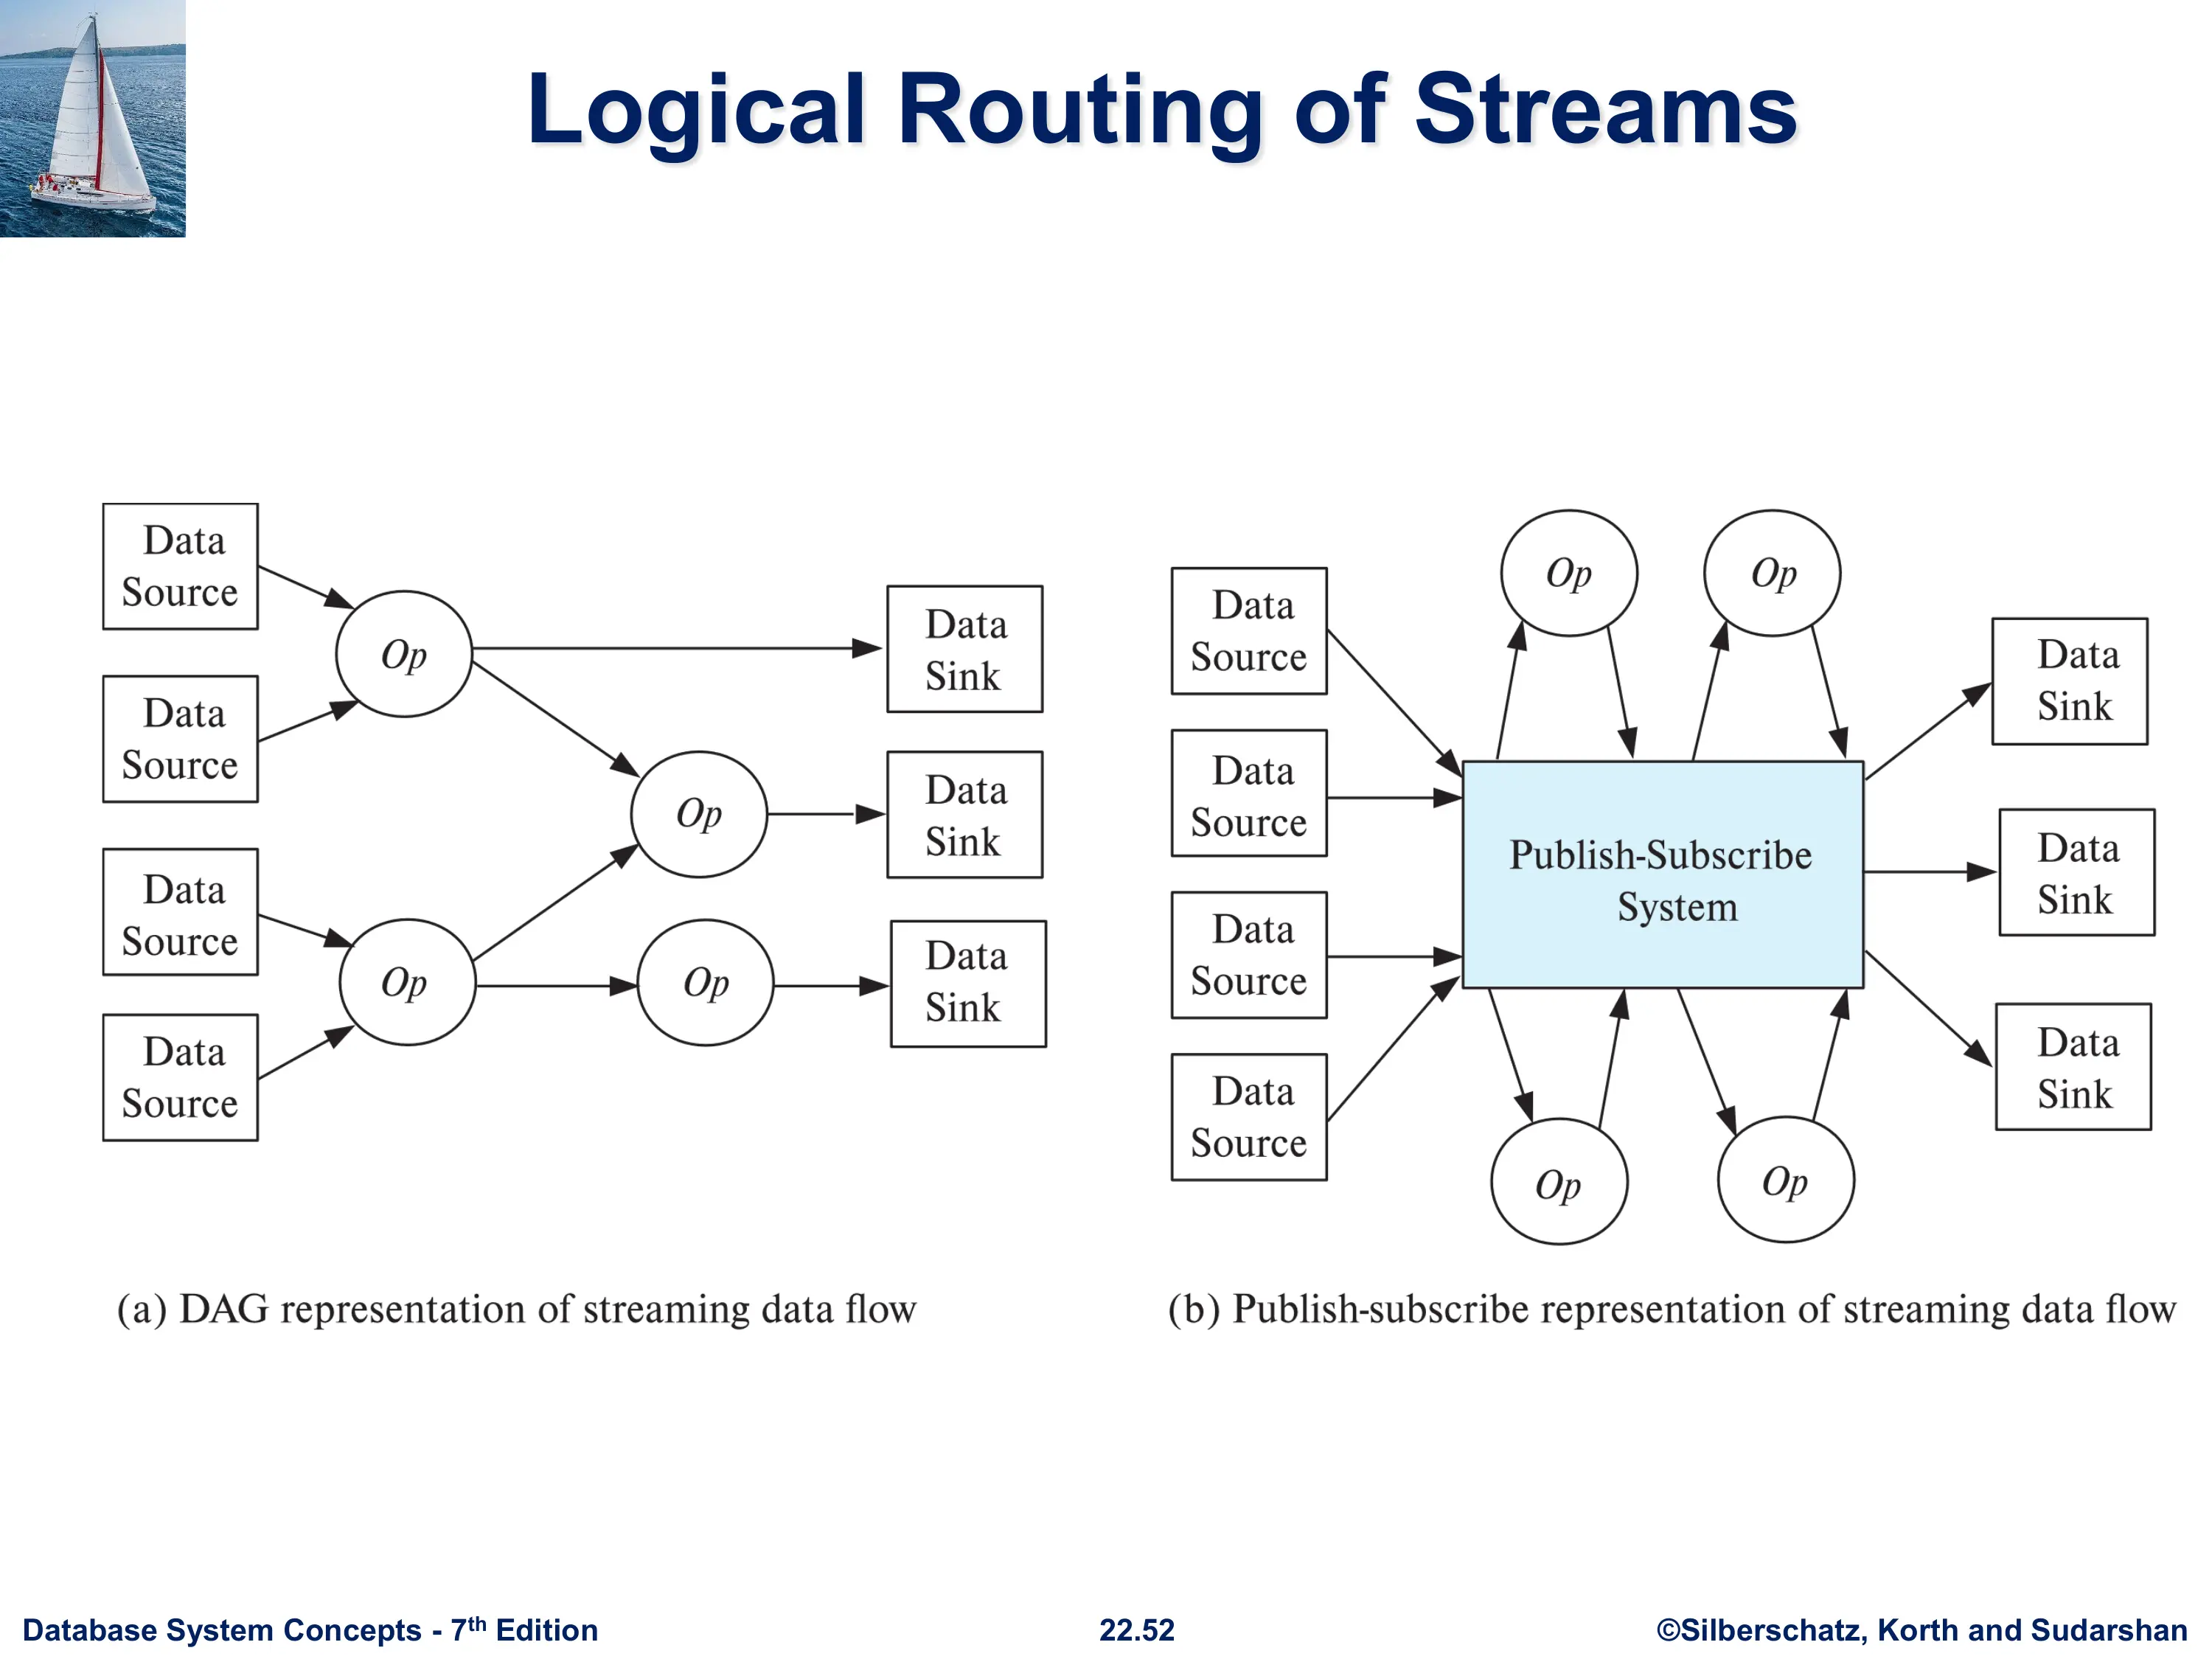 Logical Routing of Streams
Data
Source
Data
Source
Data
Source
Data
Source
Op
Op
Op
Op
Data
Sink
Data
Sink
Data
Sink
(a) DAG representation of streaming data flow
Data
Source
Data
Source
Data
Source
Data
Source
Op
Op
Publish-Subscribe
System
Op
Op
Data
Sink
Data
Sink
Data
Sink
(b) Publish-subscribe representation of streaming data flow
Database System Concepts - 7th Edition
22.52
©Silberschatz, Korth and Sudarshan